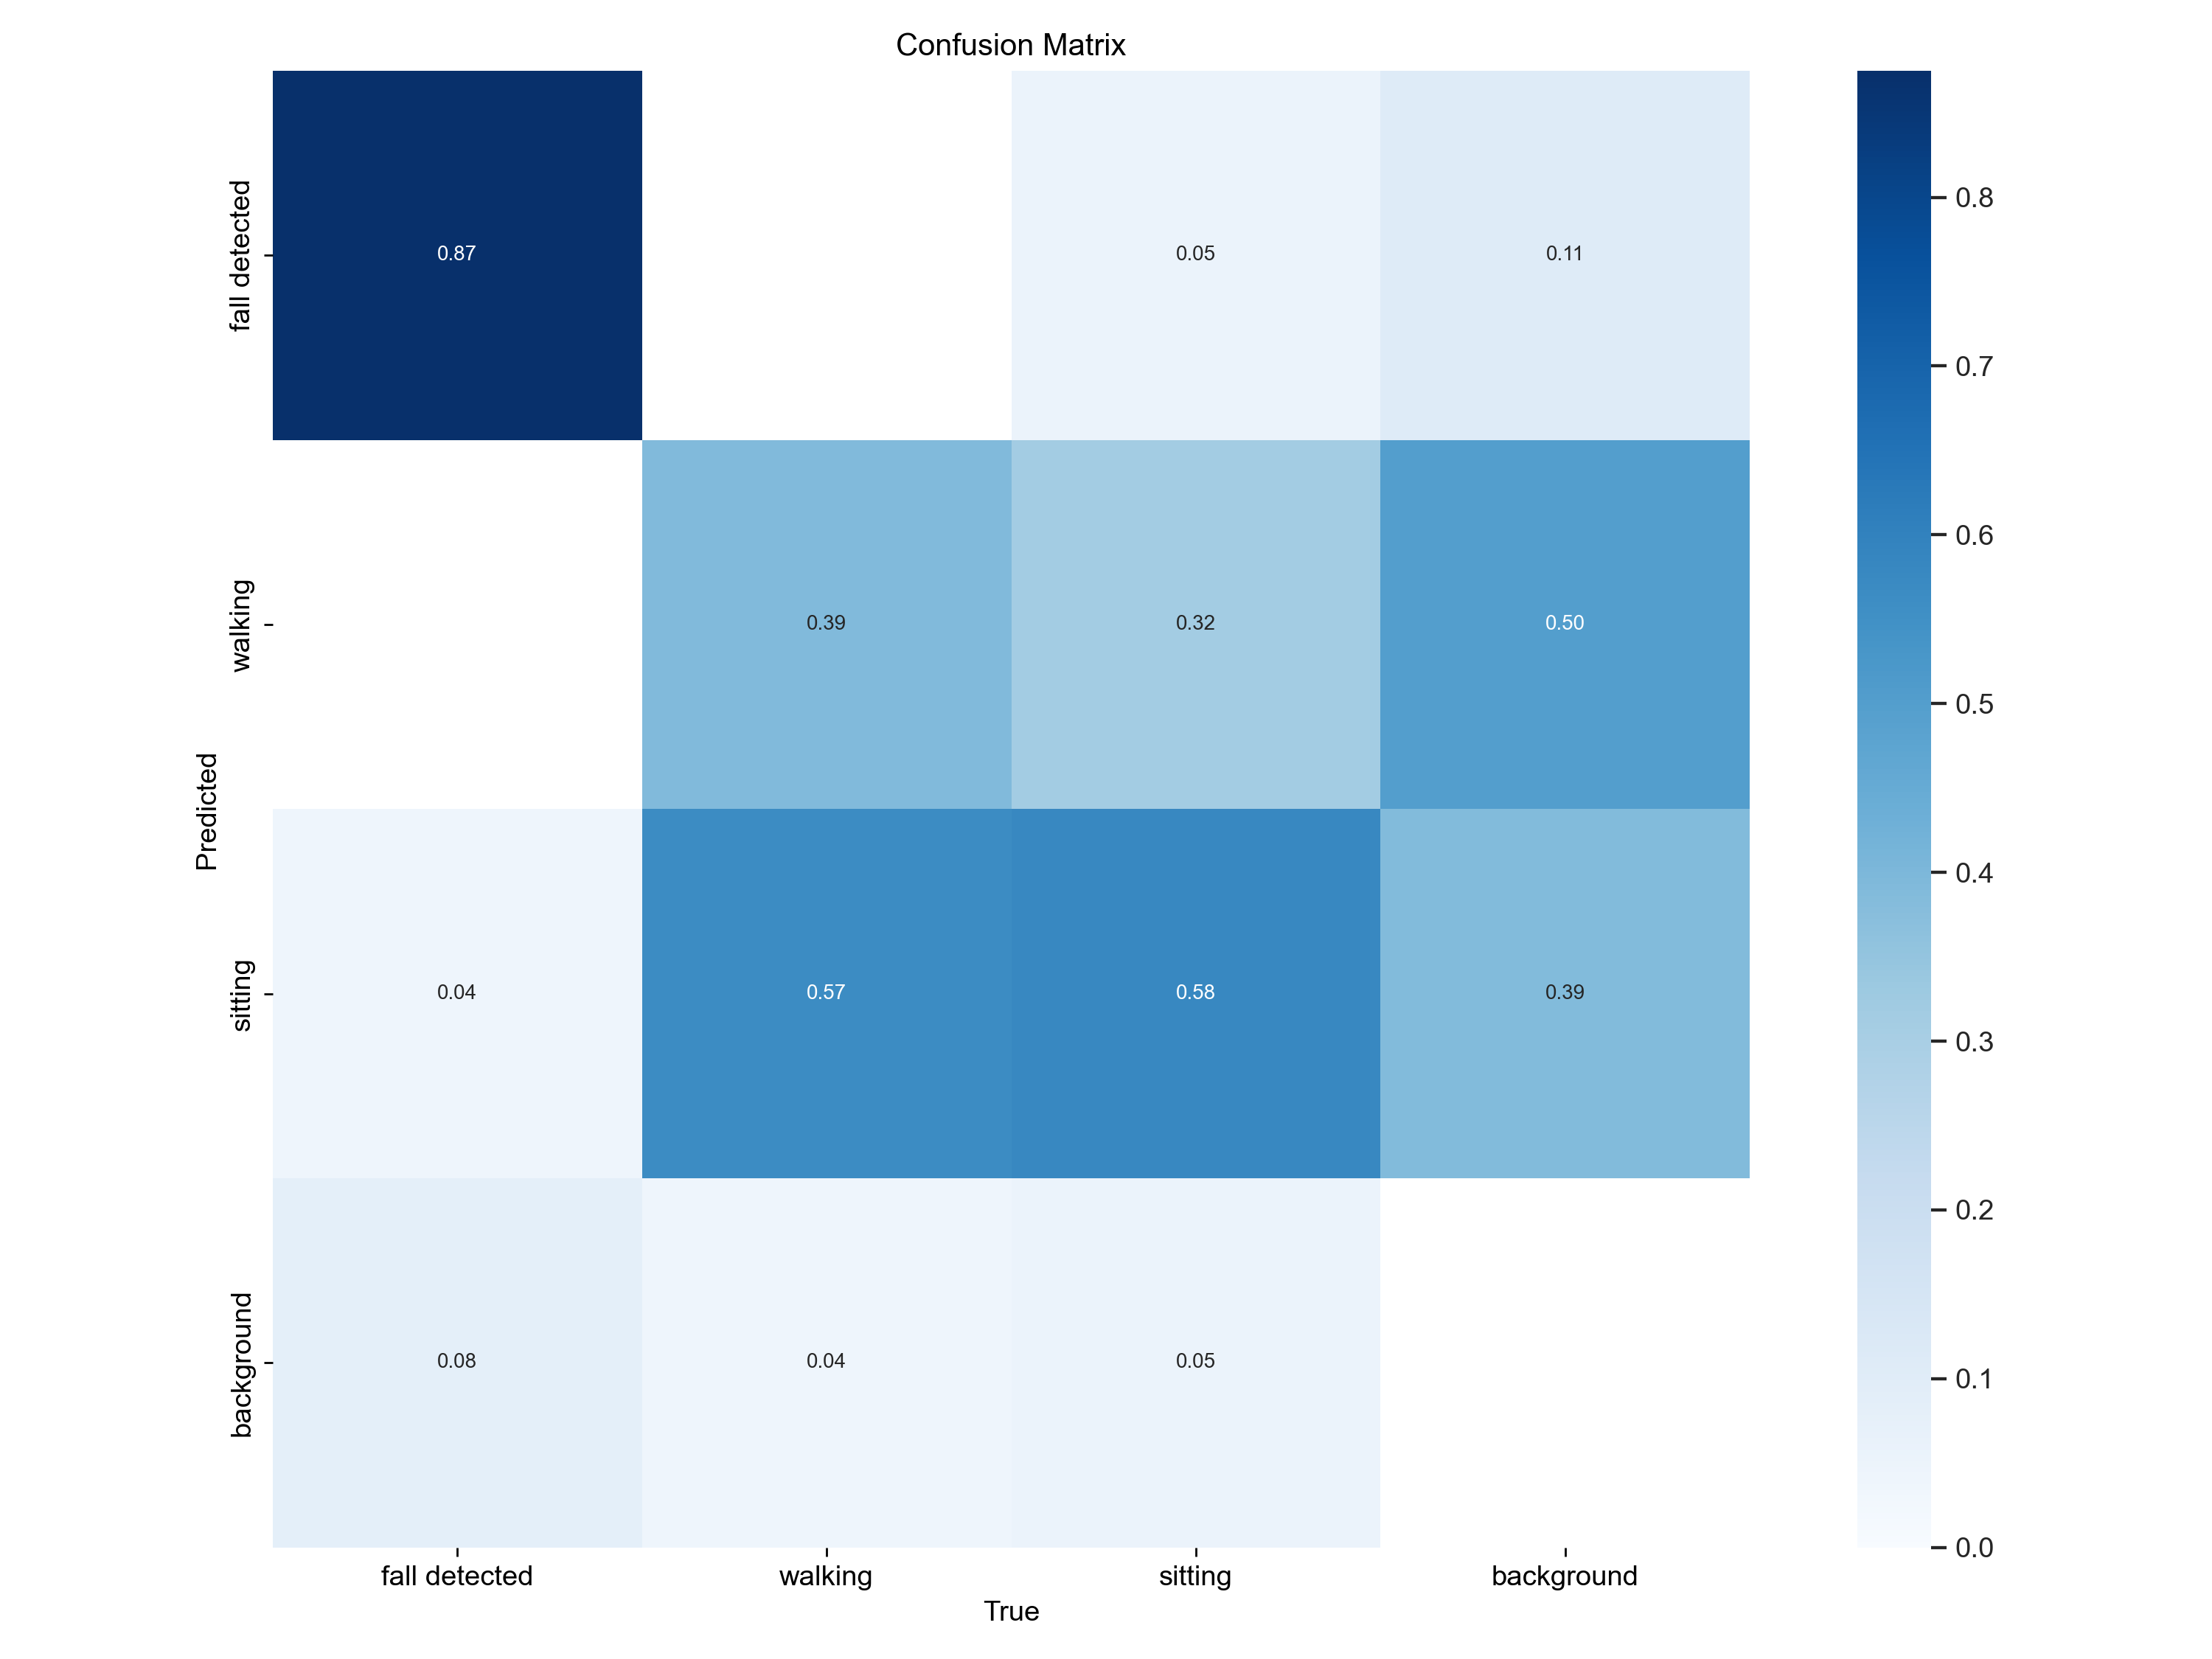 Confusion Matrix
fall detected
0.87
0.05
0.11
0.8
0.7
walking
0.39
0.32
0.50
0.6
0.5
Predicted
sitting
0.04
0.57
0.58
0.39
0.4
0.3
background
0.08
0.04
0.05
0.2
0.1
0.0
fall detected
walking
sitting
background
True